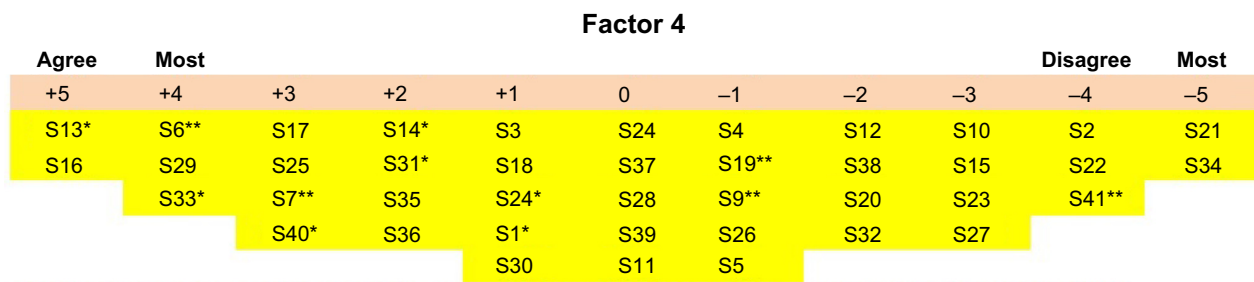 Factor 4
Agree Most Disagree Most
+5 +4 +3 +2 +1 0 –1 –2 –3 –4 –5
S13* S6** S17 S14* S3 S24 S4 S12 S10 S2 S21
S16 S29 S25 S31* S18 S37 S19** S38 S15 S22 S34
S33* S7** S35 S24* S28 S9** S20 S23 S41**
S40* S36 S1* S39 S26 S32 S27
S30 S11 S5